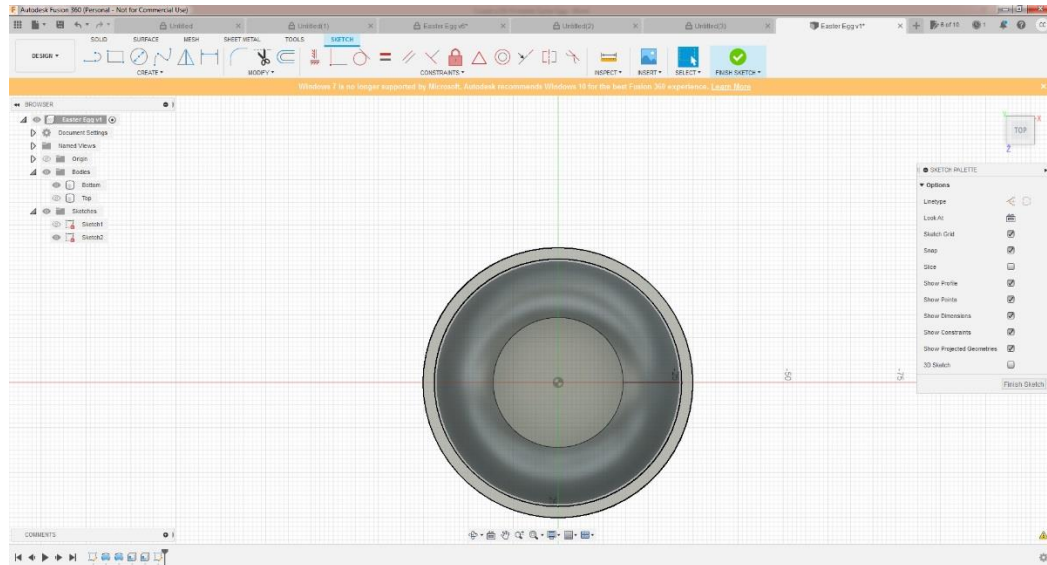 Autodesk Fusion 360 (Personal - Not for Commercial Use)
Untitled
Untitled(1)
Easter Egg v6*
Untitled(2)
Untitled(3)
Easter Egg v1*
6 of 10
1
CC
SOLID SURFACE MESH SHEET METAL TOOLS SKETCH
DESIGN
CREATE MODIFY CONSTRAINTS INSPECT INSERT SELECT FINISH SKETCH
Windows 7 is no longer supported by Microsoft. Autodesk recommends Windows 10 for the best Fusion 360 experience. Learn More
BROWSER
Easter Egg v1
Document Settings
Named Views
Origin
Bodies
Bottom
Top
Sketches
Sketch1
Sketch2
TOP
X
Z
SKETCH PALETTE
Options
Linetype
Look At
Sketch Grid
Snap
Slice
Show Profile
Show Points
Show Dimensions
Show Constraints
Show Projected Geometries
3D Sketch
Finish Sketch
-50
-75
COMMENTS